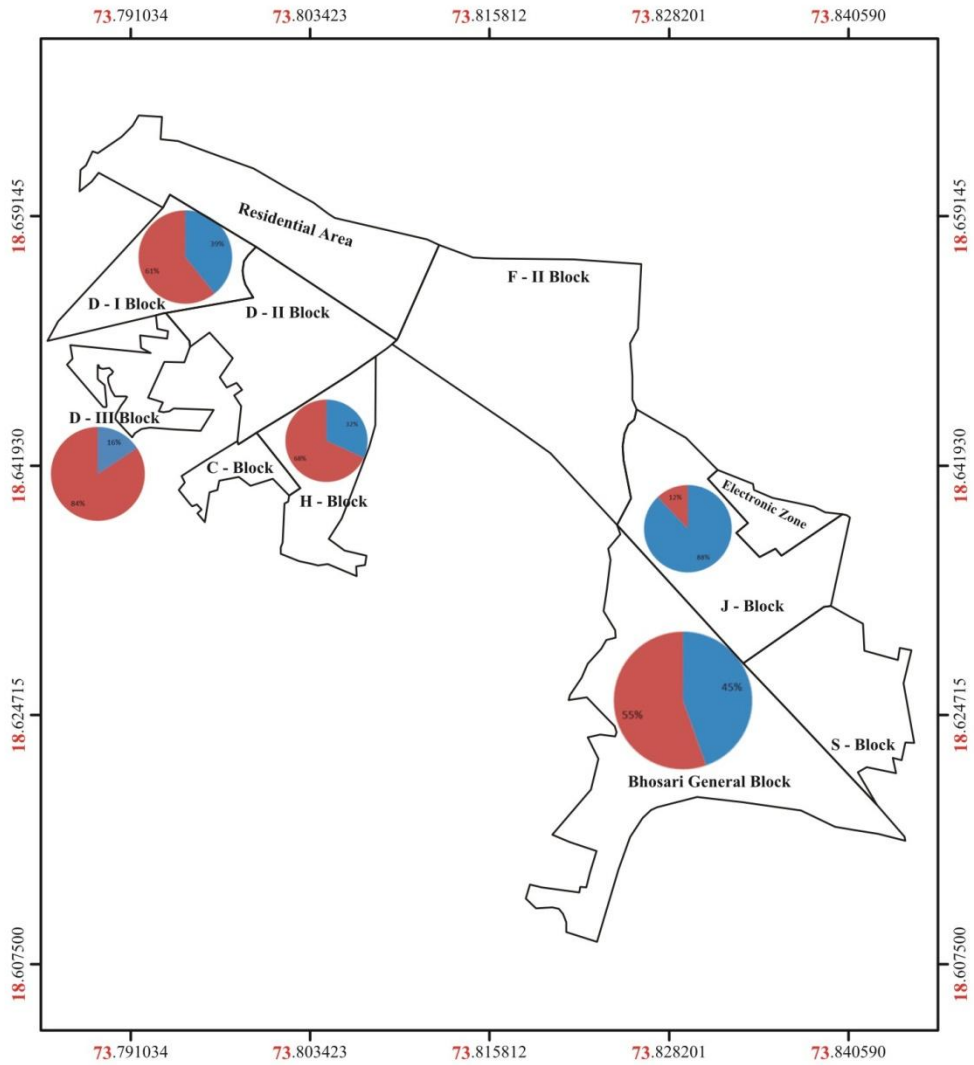 73.791034
73.803423
73.815812
73.828201
73.840590
18.659145
18.659145
Residential Area
39%
61%
F - II Block
D - I Block
D - II Block
D - III Block
16%
84%
32%
68%
C - Block
H - Block
18.641930
18.641930
Electronic Zone
12%
88%
J - Block
45%
55%
18.624715
18.624715
S - Block
Bhosari General Block
18.607500
18.607500
73.791034
73.803423
73.815812
73.828201
73.840590